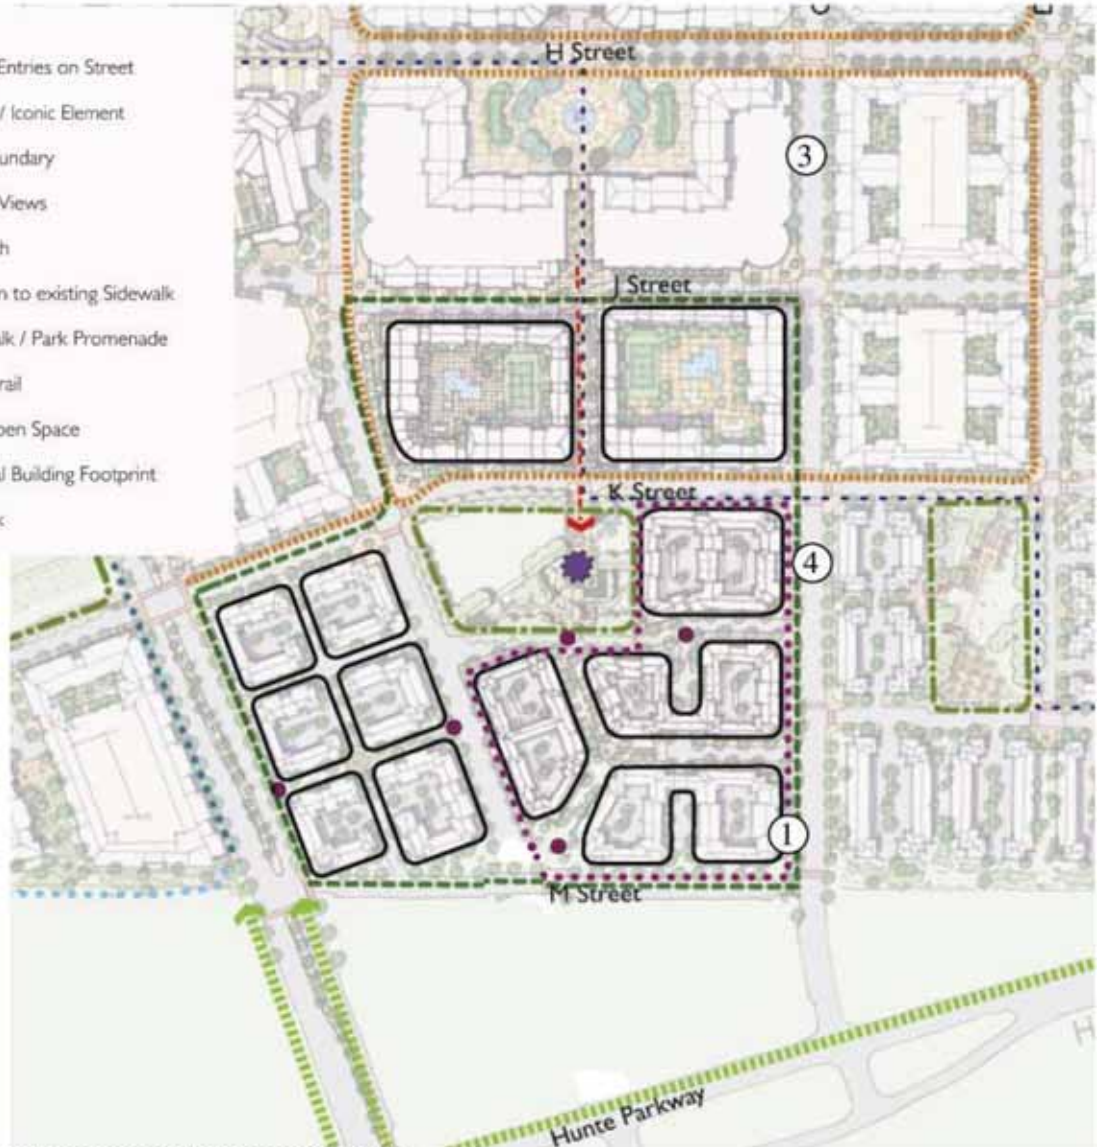 Entries on Street
/ Iconic Element
undary
Views
h
n to existing Sidewalk
lk / Park Promenade
rail
pen Space
l Building Footprint
k
H Street
3
J Street
K Street
4
1
M Street
Hunte Parkway
H